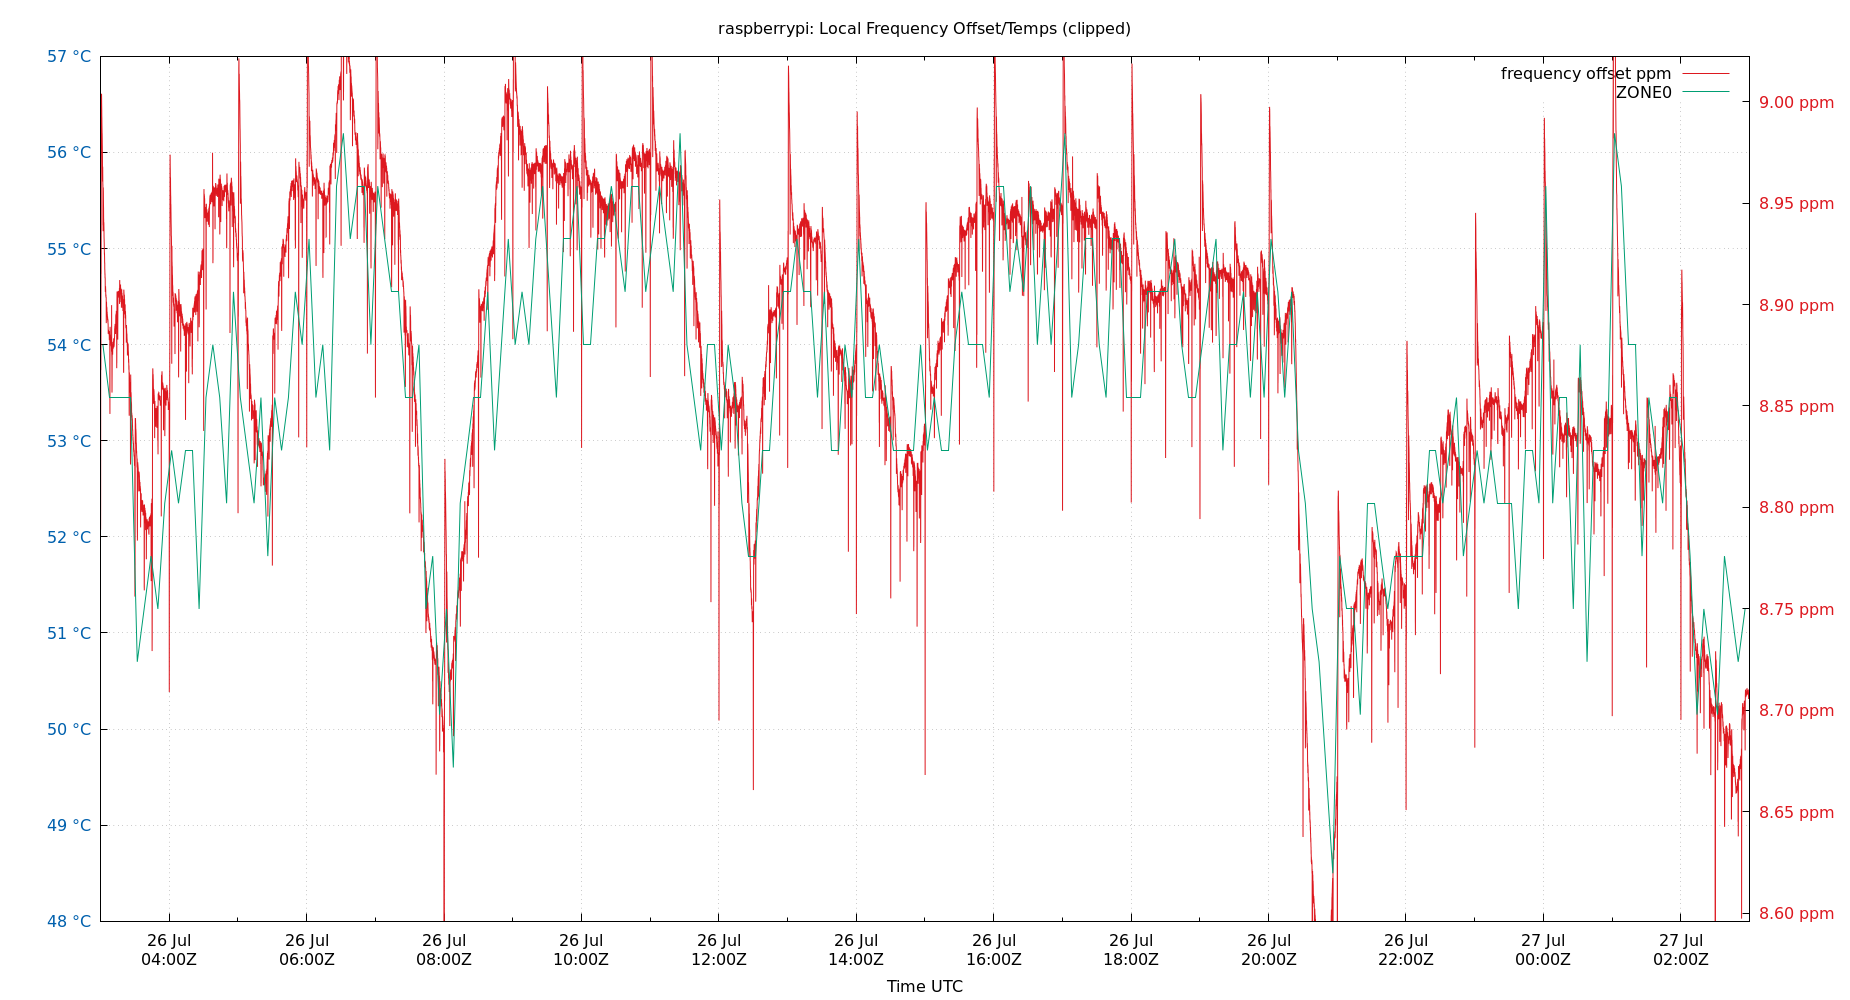 raspberrypi: Local Frequency Offset/Temps (clipped)
57 °C
56 °C
55 °C
54 °C
53 °C
52 °C
51 °C
50 °C
49 °C
48 °C
frequency offset ppm
ZONE0
9.00 ppm
8.95 ppm
8.90 ppm
8.85 ppm
8.80 ppm
8.75 ppm
8.70 ppm
8.65 ppm
8.60 ppm
26 Jul
04:00Z
26 Jul
06:00Z
26 Jul
08:00Z
26 Jul
10:00Z
26 Jul
12:00Z
26 Jul
14:00Z
26 Jul
16:00Z
26 Jul
18:00Z
26 Jul
20:00Z
26 Jul
22:00Z
27 Jul
00:00Z
27 Jul
02:00Z
Time UTC